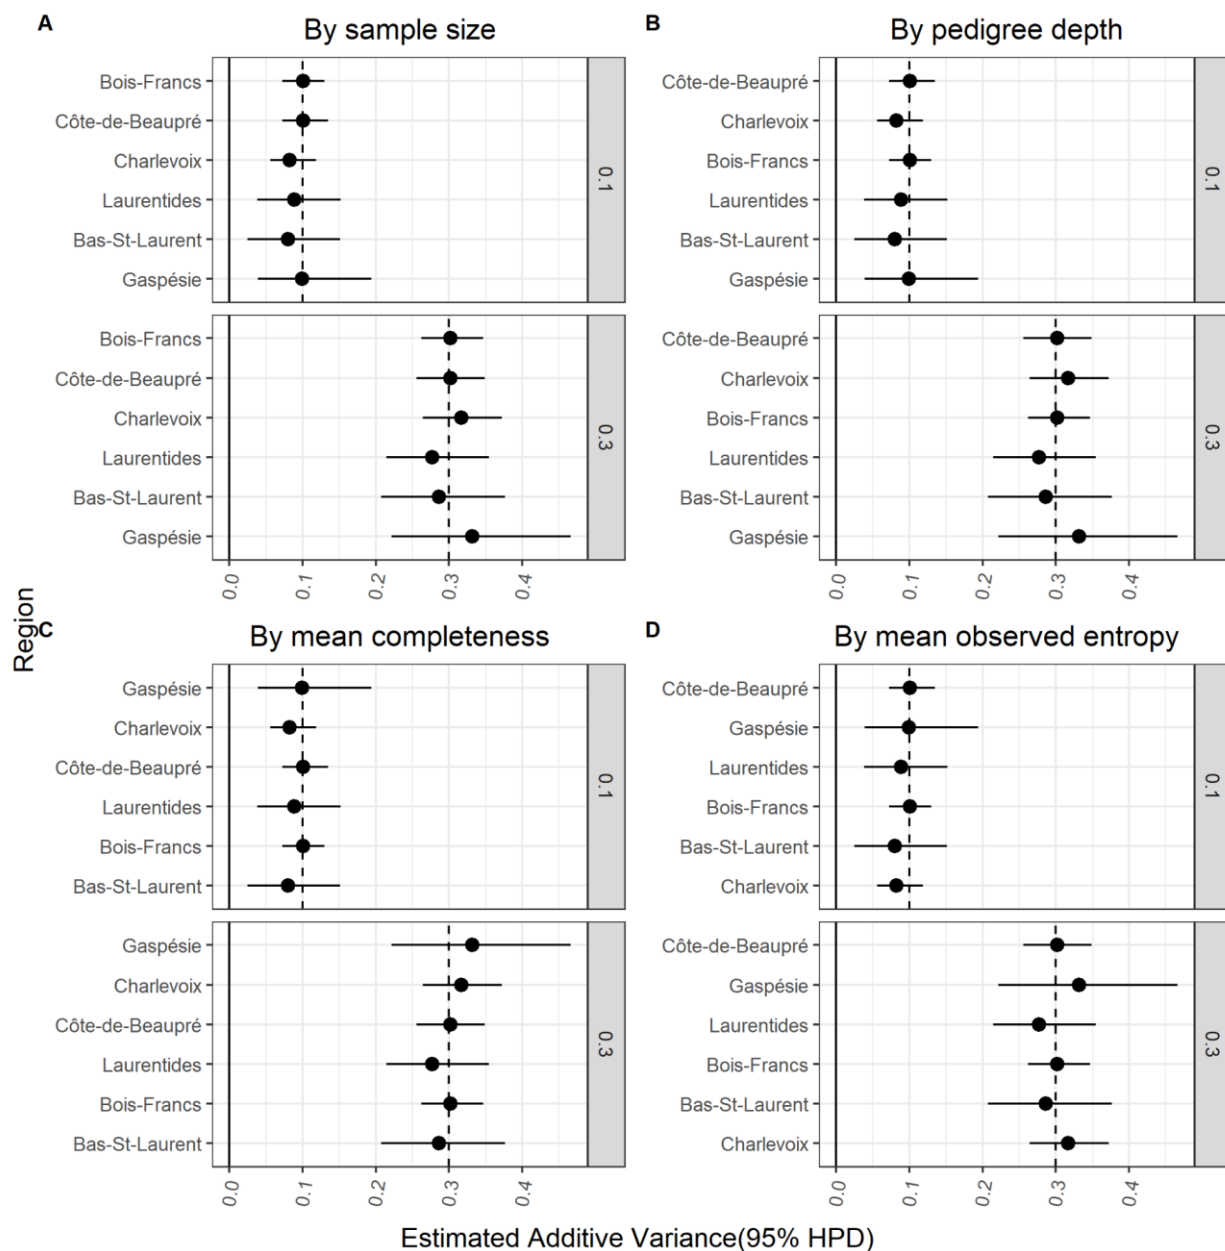 A
By sample size
Bois-Francs
Côte-de-Beaupré
Charlevoix
Laurentides
Bas-St-Laurent
Gaspésie
0.1
Bois-Francs
Côte-de-Beaupré
Charlevoix
Laurentides
Bas-St-Laurent
Gaspésie
0.3
0.0 0.1 0.2 0.3 0.4
B
By pedigree depth
Côte-de-Beaupré
Charlevoix
Bois-Francs
Laurentides
Bas-St-Laurent
Gaspésie
0.1
Côte-de-Beaupré
Charlevoix
Bois-Francs
Laurentides
Bas-St-Laurent
Gaspésie
0.3
0.0 0.1 0.2 0.3 0.4
Region
C
By mean completeness
Gaspésie
Charlevoix
Côte-de-Beaupré
Laurentides
Bois-Francs
Bas-St-Laurent
0.1
Gaspésie
Charlevoix
Côte-de-Beaupré
Laurentides
Bois-Francs
Bas-St-Laurent
0.3
0.0 0.1 0.2 0.3 0.4
D
By mean observed entropy
Côte-de-Beaupré
Gaspésie
Laurentides
Bois-Francs
Bas-St-Laurent
Charlevoix
0.1
Côte-de-Beaupré
Gaspésie
Laurentides
Bois-Francs
Bas-St-Laurent
Charlevoix
0.3
0.0 0.1 0.2 0.3 0.4
Estimated Additive Variance(95% HPD)